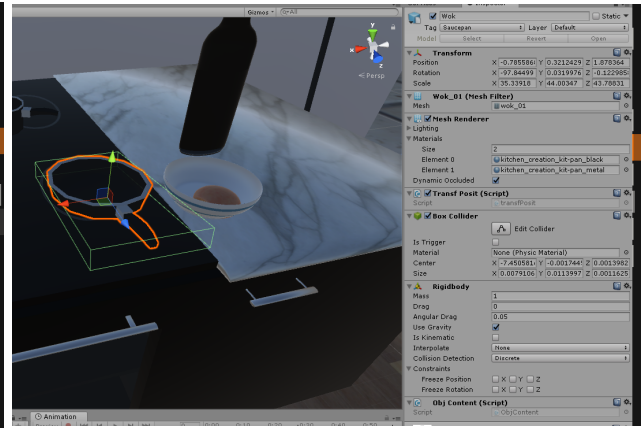 Gizmos
All
y
x
z
Persp
Wok
Static
Tag Saucepan Layer Default
Model Select Revert Open
Transform
Position X -0.785586 Y 0.3212429 Z 1.878364
Rotation X -97.84499 Y 0.0319976 Z -0.122985
Scale X 35.33918 Y 44.00347 Z 43.78831
Wok_01 (Mesh Filter)
Mesh wok_01
Mesh Renderer
Lighting
Materials
Size 2
Element 0 kitchen_creation_kit-pan_black
Element 1 kitchen_creation_kit-pan_metal
Dynamic Occluded
Transf Posit (Script)
Script transfPosit
Box Collider
Edit Collider
Is Trigger
Material None (Physic Material)
Center X -7.450581 Y -0.001744 Z 0.0013982
Size X 0.0079106 Y 0.0113997 Z 0.0011625
Rigidbody
Mass 1
Drag 0
Angular Drag 0.05
Use Gravity
Is Kinematic
Interpolate None
Collision Detection Discrete
Constraints
Freeze Position X Y Z
Freeze Rotation X Y Z
Obj Content (Script)
Script ObjContent
Animation